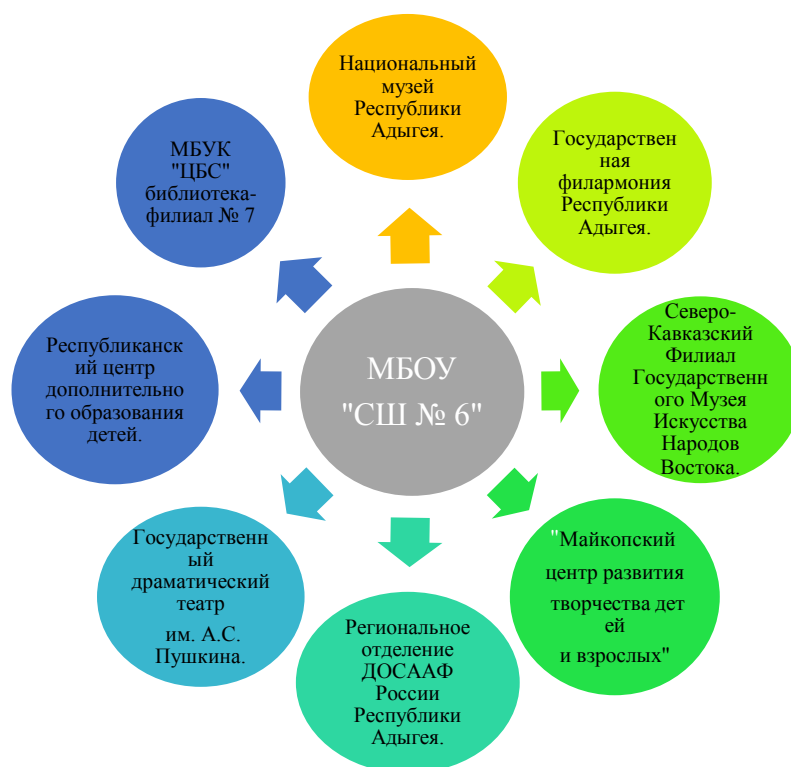 Национальный
музей
Республики
Адыгея.
Государствен
ная
филармония
Республики
Адыгея.
Северо-
Кавказский
Филиал
Государственн
ого Музея
Искусства
Народов
Востока.
"Майкопский
центр развития
творчества дет
ей
и взрослых"
Региональное
отделение
ДОСААФ
России
Республики
Адыгея.
Государственн
ый
драматический
театр
им. А.С.
Пушкина.
Республиканск
ий центр
дополнительно
го образования
детей.
МБУК
"ЦБС"
библиотека-
филиал № 7
МБОУ
"СШ № 6"